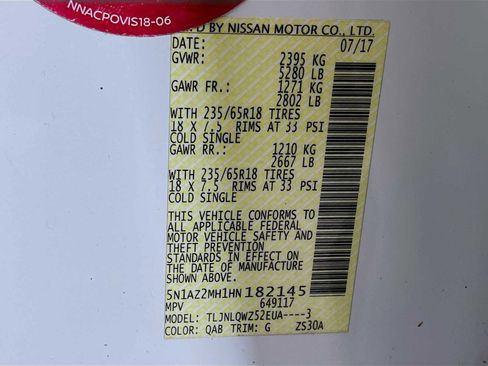 NNACPOVIS18-06
D BY NISSAN MOTOR CO., LTD.
DATE: 07/17
GVWR: 2395 KG
5280 LB
GAWR FR.: 1271 KG
2802 LB
WITH 235/65R18 TIRES
18 X 7.5 RIMS AT 33 PSI
COLD SINGLE
GAWR RR.: 1210 KG
2667 LB
WITH 235/65R18 TIRES
18 X 7.5 RIMS AT 33 PSI
COLD SINGLE
THIS VEHICLE CONFORMS TO
ALL APPLICABLE FEDERAL
MOTOR VEHICLE SAFETY AND
THEFT PREVENTION
STANDARDS IN EFFECT ON
THE DATE OF MANUFACTURE
SHOWN ABOVE.
5N1AZ2MH1HN182145
MPV 649117
MODEL: TLJNLQWZ52EUA----3
COLOR: QAB TRIM: G ZS30A